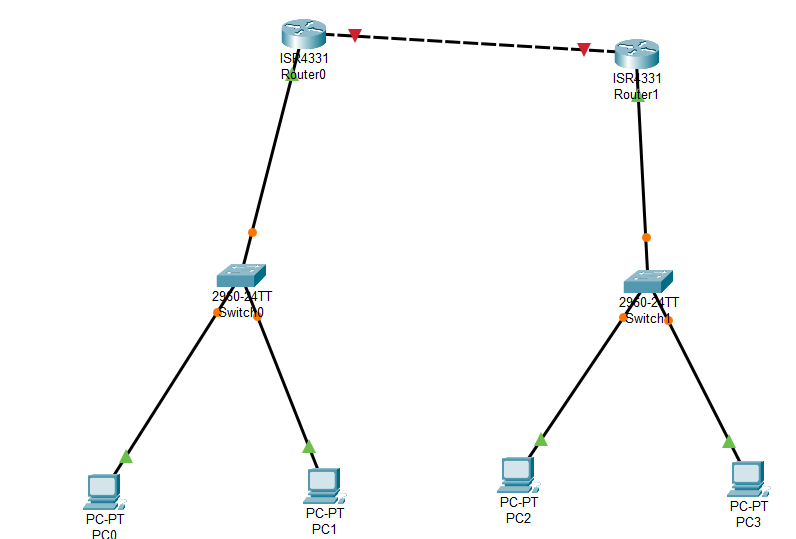 ISR4331
Router0
ISR4331
Router1
2960-24TT
Switch0
2960-24TT
Switch1
PC-PT
PC0
PC-PT
PC1
PC-PT
PC2
PC-PT
PC3